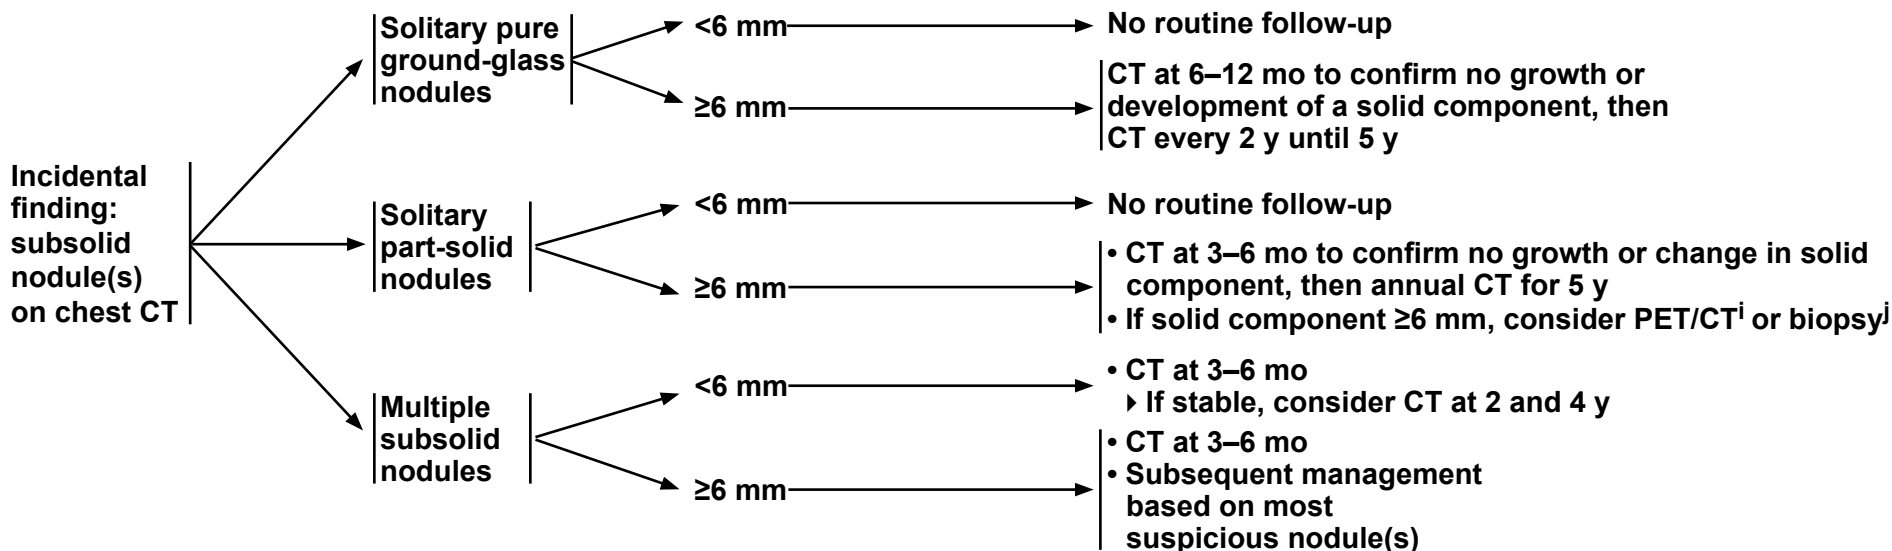 Incidental
finding:
subsolid
nodule(s)
on chest CT
Solitary pure
ground-glass
nodules
<6 mm
No routine follow-up
≥6 mm
CT at 6–12 mo to confirm no growth or
development of a solid component, then
CT every 2 y until 5 y
Solitary
part-solid
nodules
<6 mm
No routine follow-up
≥6 mm
• CT at 3–6 mo to confirm no growth or change in solid
component, then annual CT for 5 y
• If solid component ≥6 mm, consider PET/CTⁱ or biopsyʲ
Multiple
subsolid
nodules
<6 mm
• CT at 3–6 mo
▸ If stable, consider CT at 2 and 4 y
≥6 mm
• CT at 3–6 mo
• Subsequent management
based on most
suspicious nodule(s)